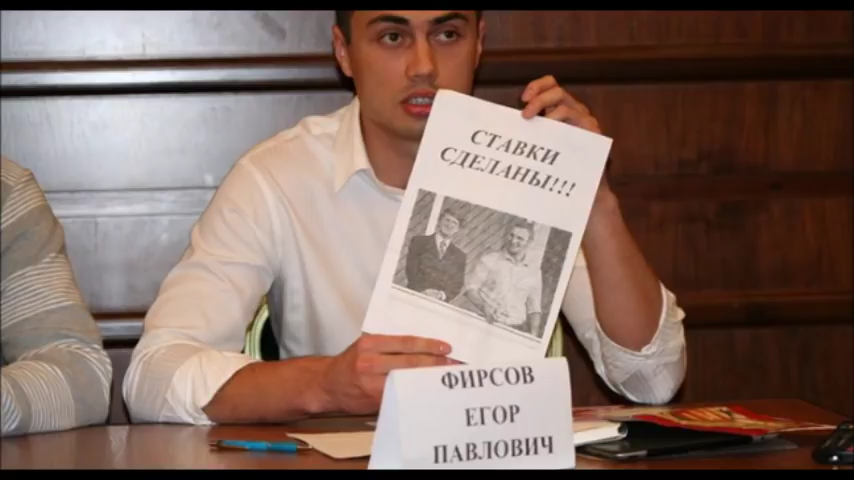 СТАВКИ
СДЕЛАНЫ!!!
ФИРСОВ
ЕГОР
ПАВЛОВИЧ